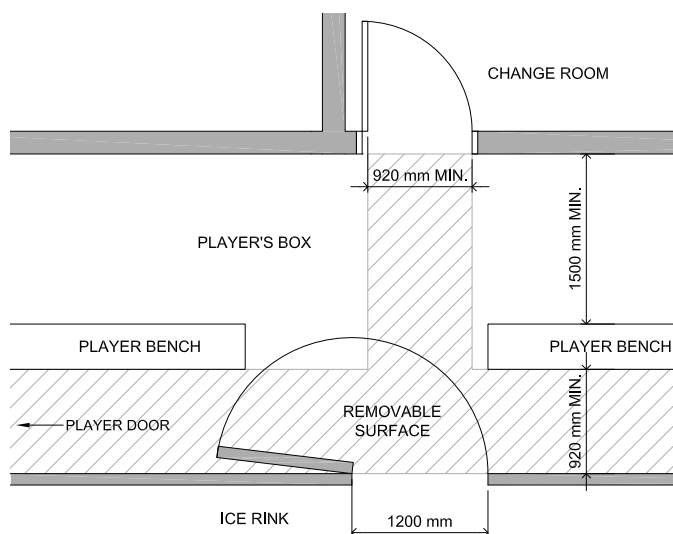 CHANGE ROOM
920 mm MIN.
PLAYER'S BOX
1500 mm MIN.
PLAYER BENCH
PLAYER BENCH
REMOVABLE
SURFACE
PLAYER DOOR
920 mm MIN.
ICE RINK
1200 mm